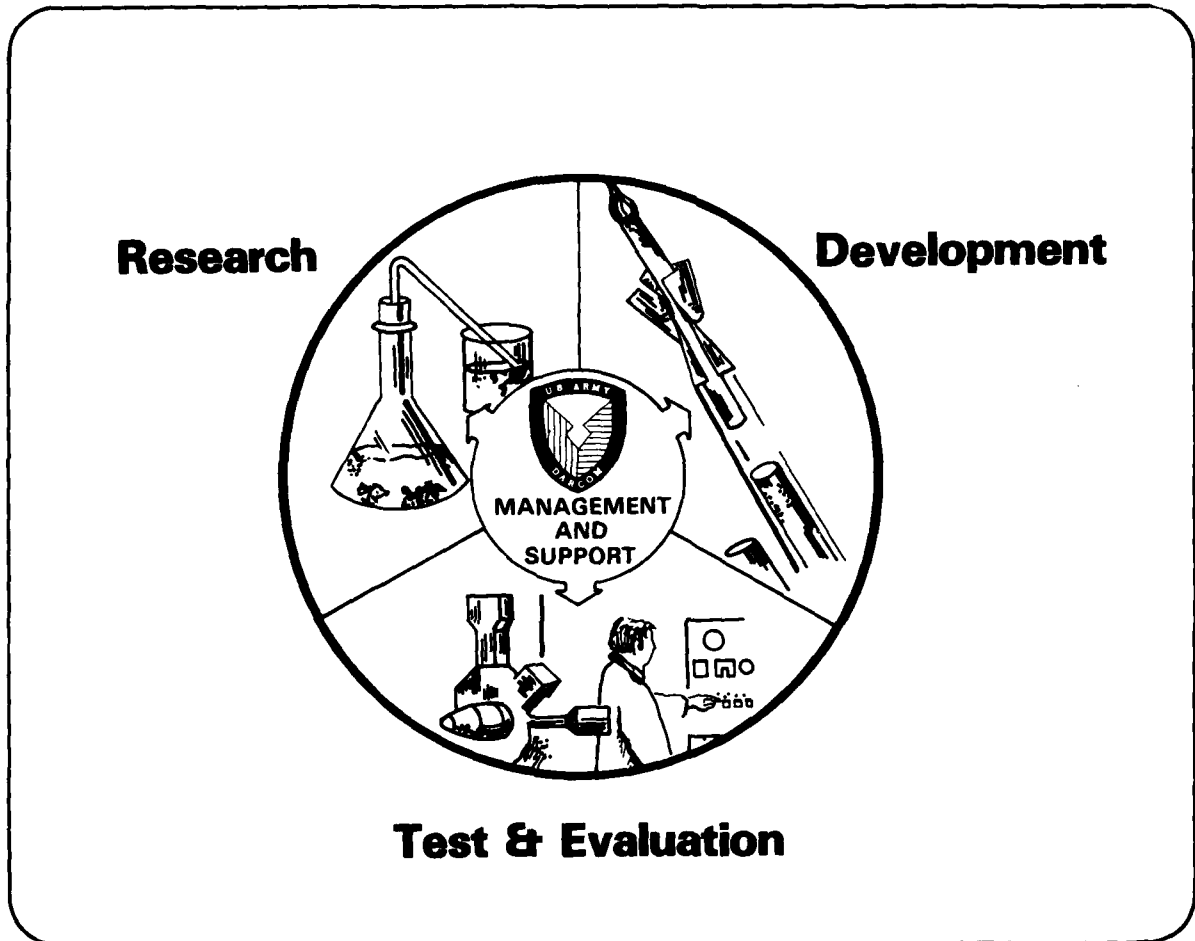 Research
Development
US ARMY
DARCOM
MANAGEMENT
AND
SUPPORT
Test & Evaluation